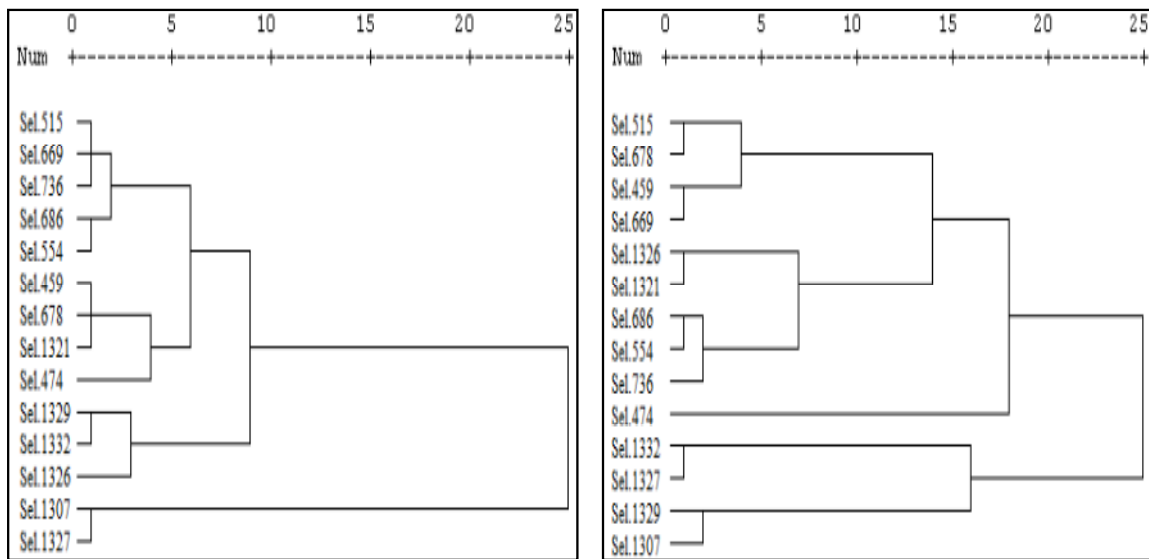 0 5 10 15 20 25
Num
Sel.515
Sel.669
Sel.736
Sel.686
Sel.554
Sel.459
Sel.678
Sel.1321
Sel.474
Sel.1329
Sel.1332
Sel.1326
Sel.1307
Sel.1327
0 5 10 15 20 25
Num
Sel.515
Sel.678
Sel.459
Sel.669
Sel.1326
Sel.1321
Sel.686
Sel.554
Sel.736
Sel.474
Sel.1332
Sel.1327
Sel.1329
Sel.1307